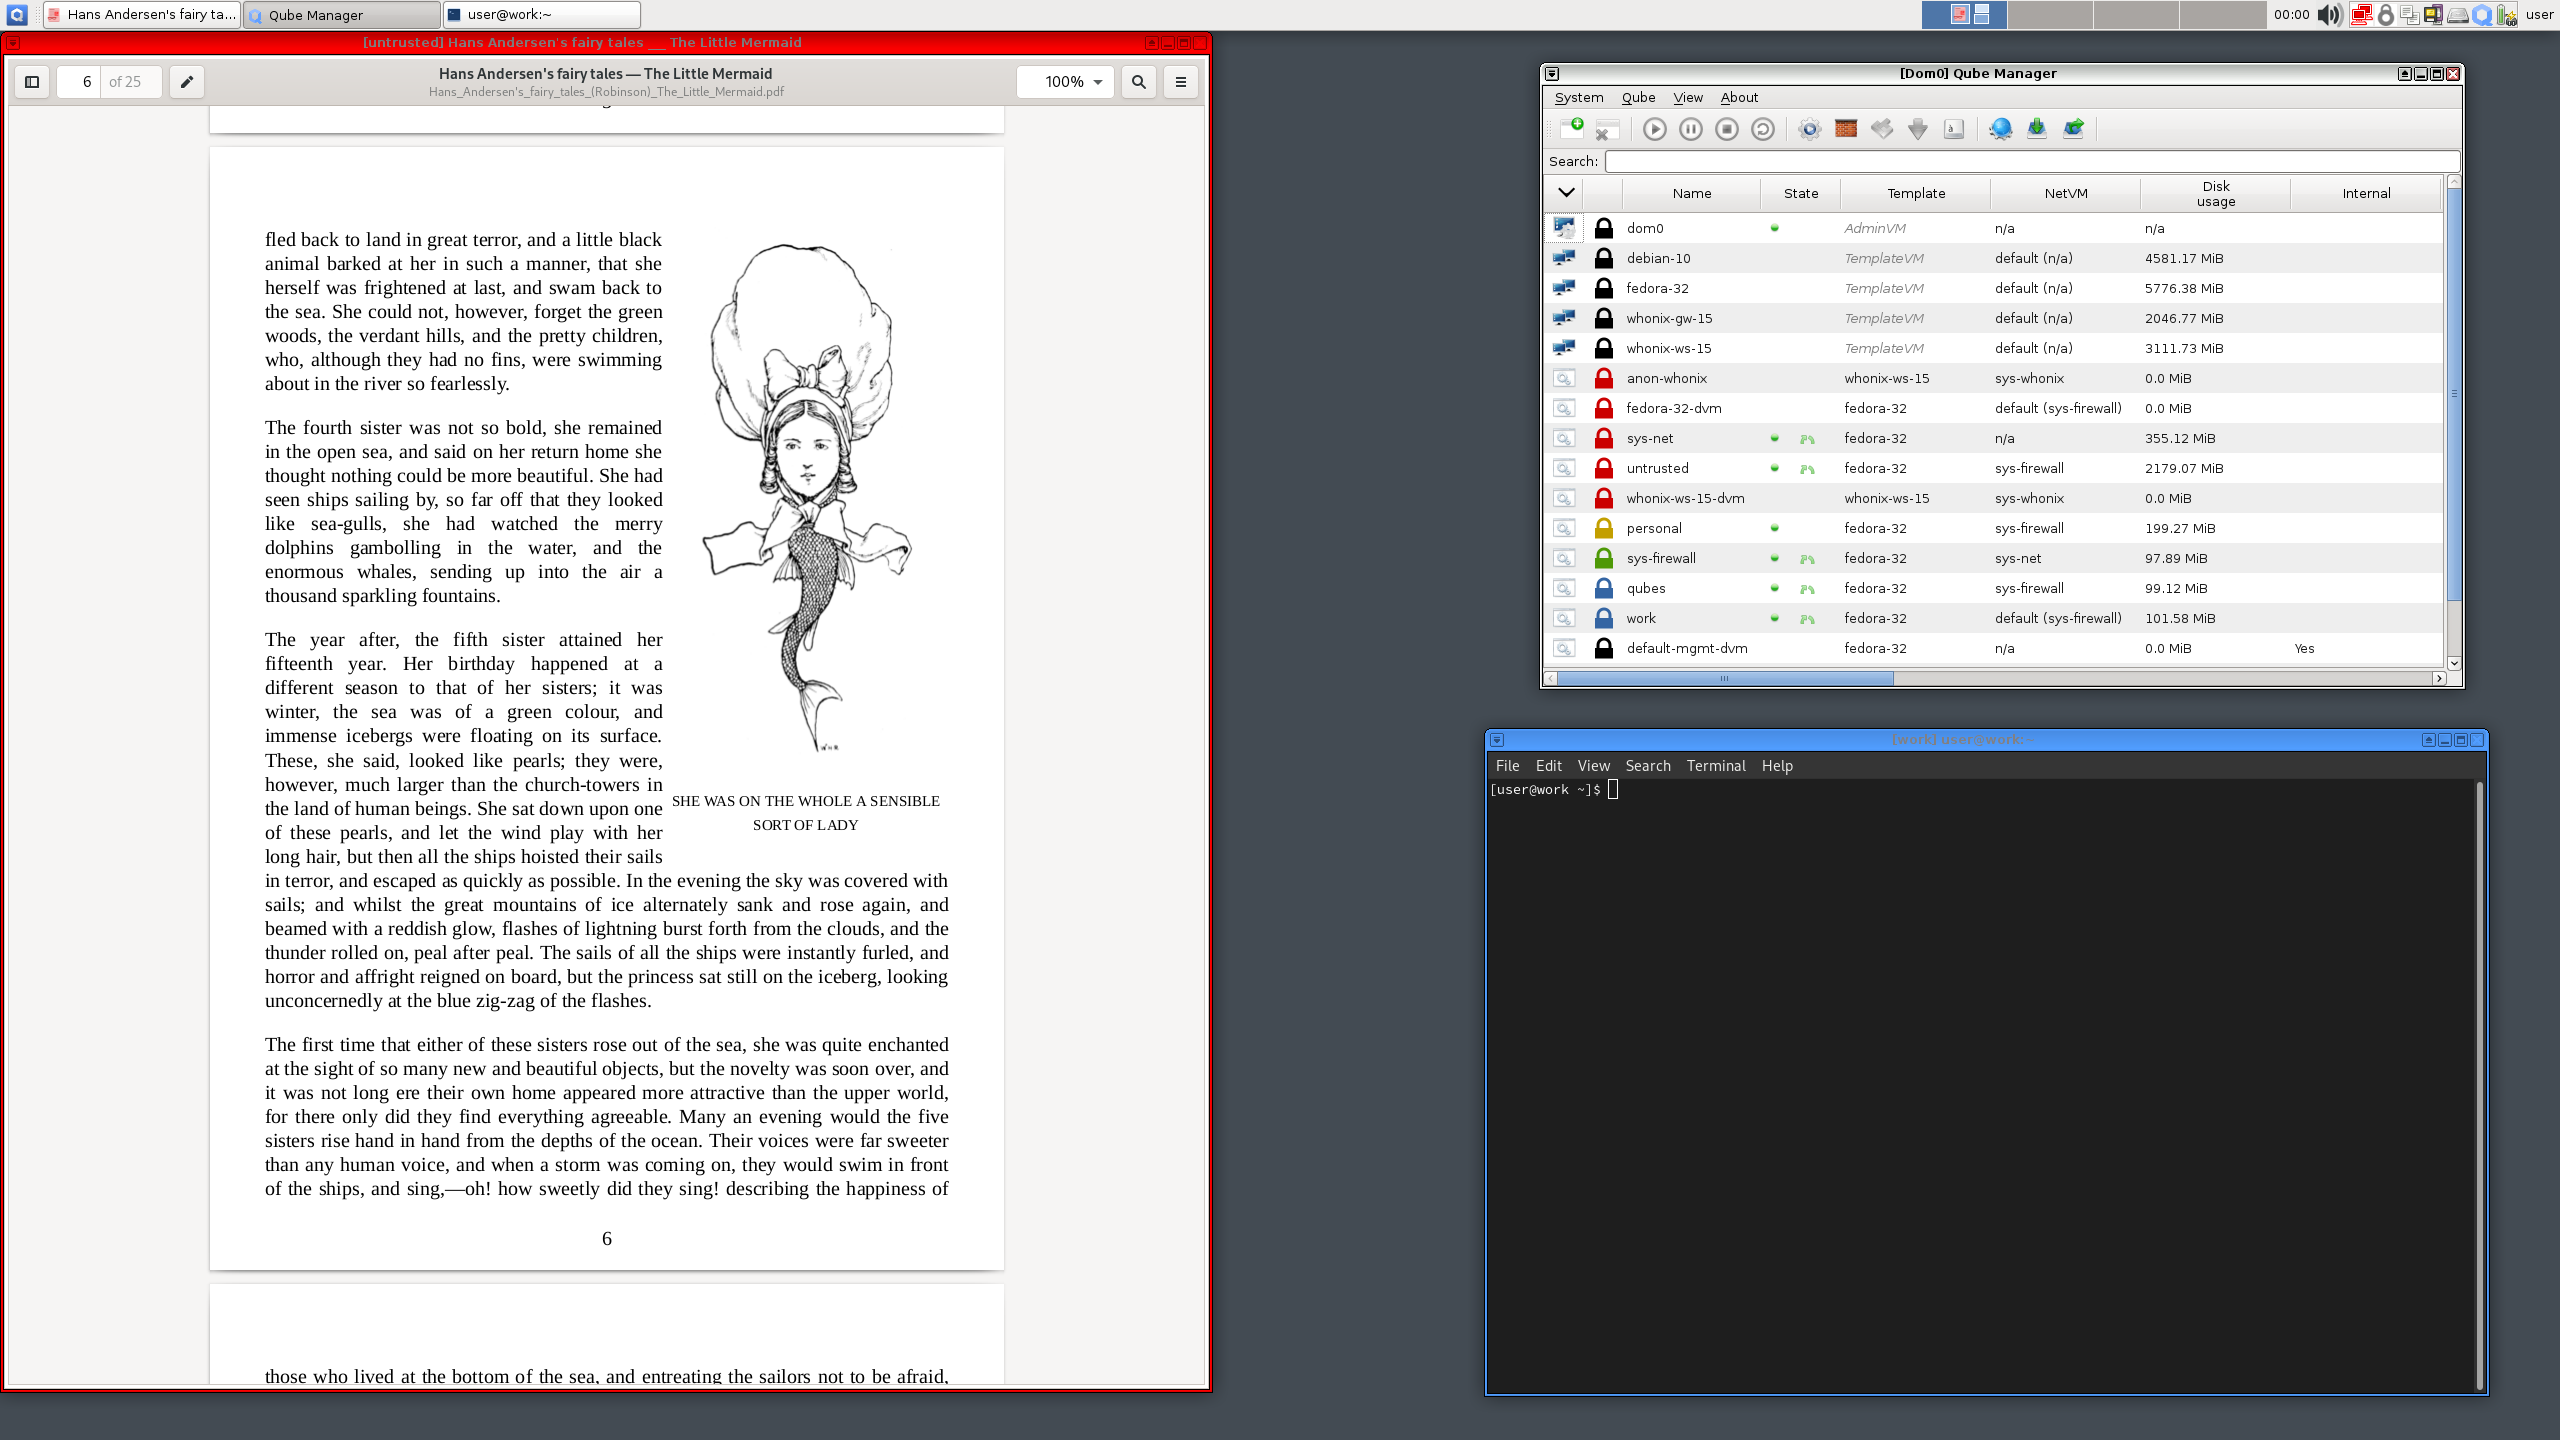 Hans Andersen's fairy ta...
Qube Manager
user@work:~
00:00
user
[untrusted] Hans Andersen's fairy tales __ The Little Mermaid
6 of 25
Hans Andersen's fairy tales — The Little Mermaid
Hans_Andersen's_fairy_tales_(Robinson)_The_Little_Mermaid.pdf
100%
fled back to land in great terror, and a little black
animal barked at her in such a manner, that she
herself was frightened at last, and swam back to
the sea. She could not, however, forget the green
woods, the verdant hills, and the pretty children,
who, although they had no fins, were swimming
about in the river so fearlessly.
The fourth sister was not so bold, she remained
in the open sea, and said on her return home she
thought nothing could be more beautiful. She had
seen ships sailing by, so far off that they looked
like sea-gulls, she had watched the merry
dolphins gambolling in the water, and the
enormous whales, sending up into the air a
thousand sparkling fountains.
The year after, the fifth sister attained her
fifteenth year. Her birthday happened at a
different season to that of her sisters; it was
winter, the sea was of a green colour, and
immense icebergs were floating on its surface.
These, she said, looked like pearls; they were,
however, much larger than the church-towers in
the land of human beings. She sat down upon one
of these pearls, and let the wind play with her
long hair, but then all the ships hoisted their sails
in terror, and escaped as quickly as possible. In the evening the sky was covered with
sails; and whilst the great mountains of ice alternately sank and rose again, and
beamed with a reddish glow, flashes of lightning burst forth from the clouds, and the
thunder rolled on, peal after peal. The sails of all the ships were instantly furled, and
horror and affright reigned on board, but the princess sat still on the iceberg, looking
unconcernedly at the blue zig-zag of the flashes.
SHE WAS ON THE WHOLE A SENSIBLE
SORT OF LADY
The first time that either of these sisters rose out of the sea, she was quite enchanted
at the sight of so many new and beautiful objects, but the novelty was soon over, and
it was not long ere their own home appeared more attractive than the upper world,
for there only did they find everything agreeable. Many an evening would the five
sisters rise hand in hand from the depths of the ocean. Their voices were far sweeter
than any human voice, and when a storm was coming on, they would swim in front
of the ships, and sing,—oh! how sweetly did they sing! describing the happiness of
6
those who lived at the bottom of the sea, and entreating the sailors not to be afraid,
[Dom0] Qube Manager
System Qube View About
Search:
Name State Template NetVM Disk usage Internal
dom0 AdminVM n/a n/a
debian-10 TemplateVM default (n/a) 4581.17 MiB
fedora-32 TemplateVM default (n/a) 5776.38 MiB
whonix-gw-15 TemplateVM default (n/a) 2046.77 MiB
whonix-ws-15 TemplateVM default (n/a) 3111.73 MiB
anon-whonix whonix-ws-15 sys-whonix 0.0 MiB
fedora-32-dvm fedora-32 default (sys-firewall) 0.0 MiB
sys-net fedora-32 n/a 355.12 MiB
untrusted fedora-32 sys-firewall 2179.07 MiB
whonix-ws-15-dvm whonix-ws-15 sys-whonix 0.0 MiB
personal fedora-32 sys-firewall 199.27 MiB
sys-firewall fedora-32 sys-net 97.89 MiB
qubes fedora-32 sys-firewall 99.12 MiB
work fedora-32 default (sys-firewall) 101.58 MiB
default-mgmt-dvm fedora-32 n/a 0.0 MiB Yes
[work] user@work:~
File Edit View Search Terminal Help
[user@work ~]$